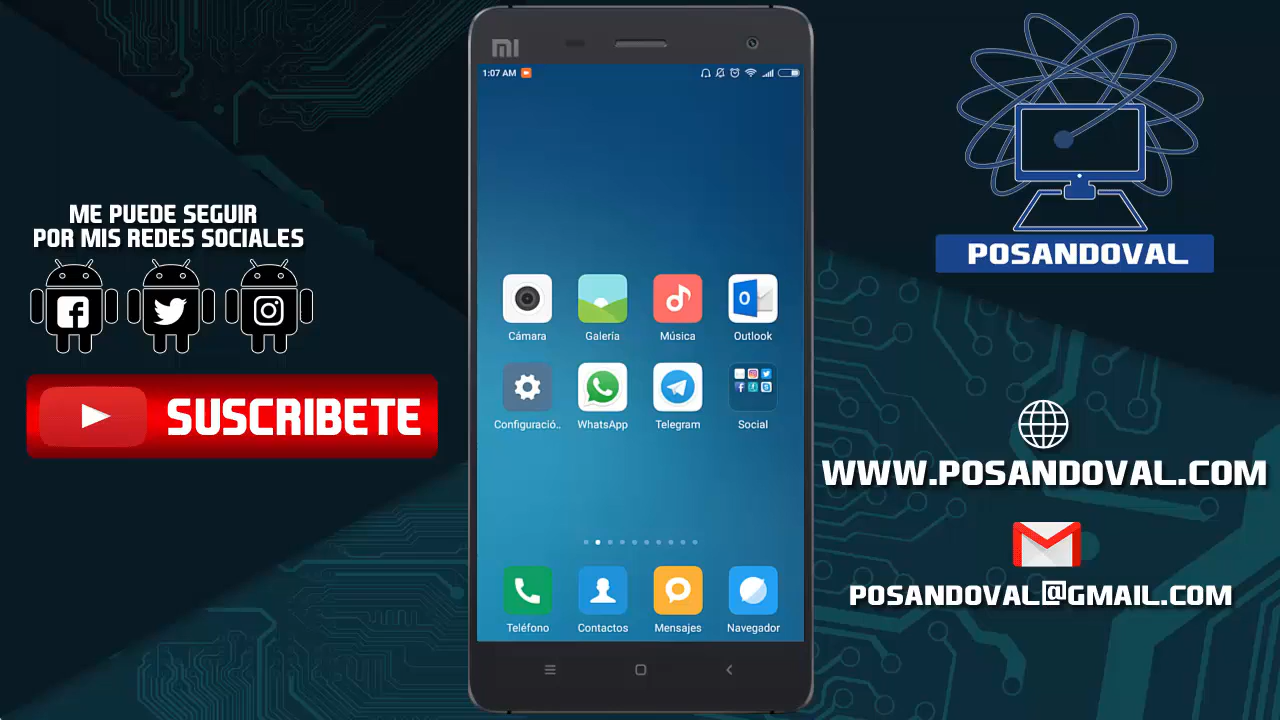 ME PUEDE SEGUIR
POR MIS REDES SOCIALES
SUSCRIBETE
MI
1:07 AM
Cámara
Galería
Música
Outlook
Configuració..
WhatsApp
Telegram
Social
Teléfono
Contactos
Mensajes
Navegador
POSANDOVAL
WWW.POSANDOVAL.COM
POSANDOVAL@GMAIL.COM